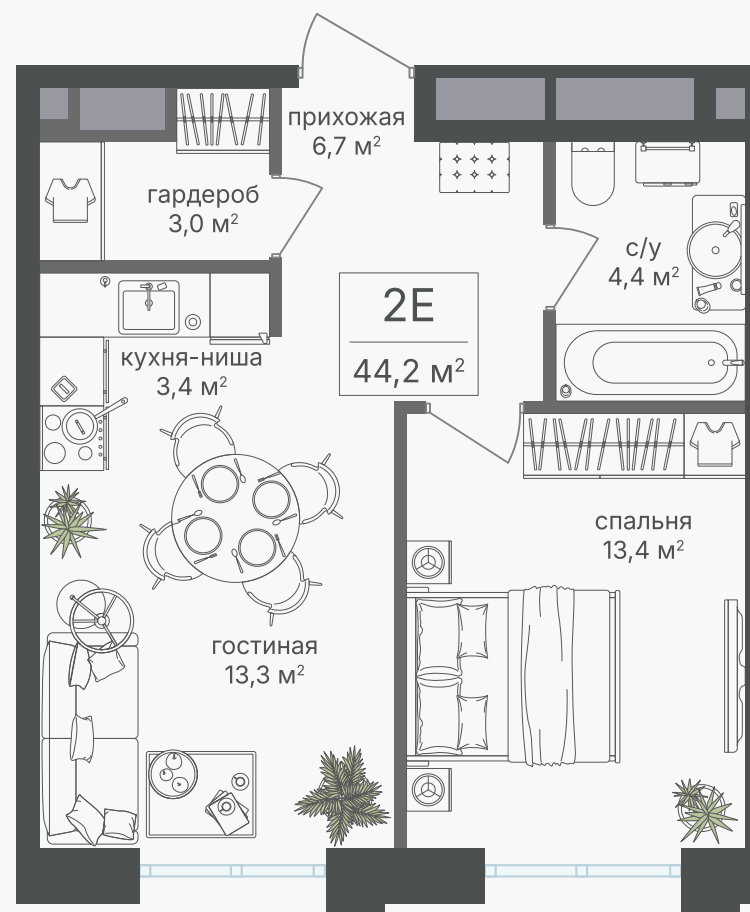 прихожая
6,7 м²
гардероб
3,0 м²
с/у
4,4 м²
2Е
44,2 м²
кухня-ниша
3,4 м²
спальня
13,4 м²
гостиная
13,3 м²